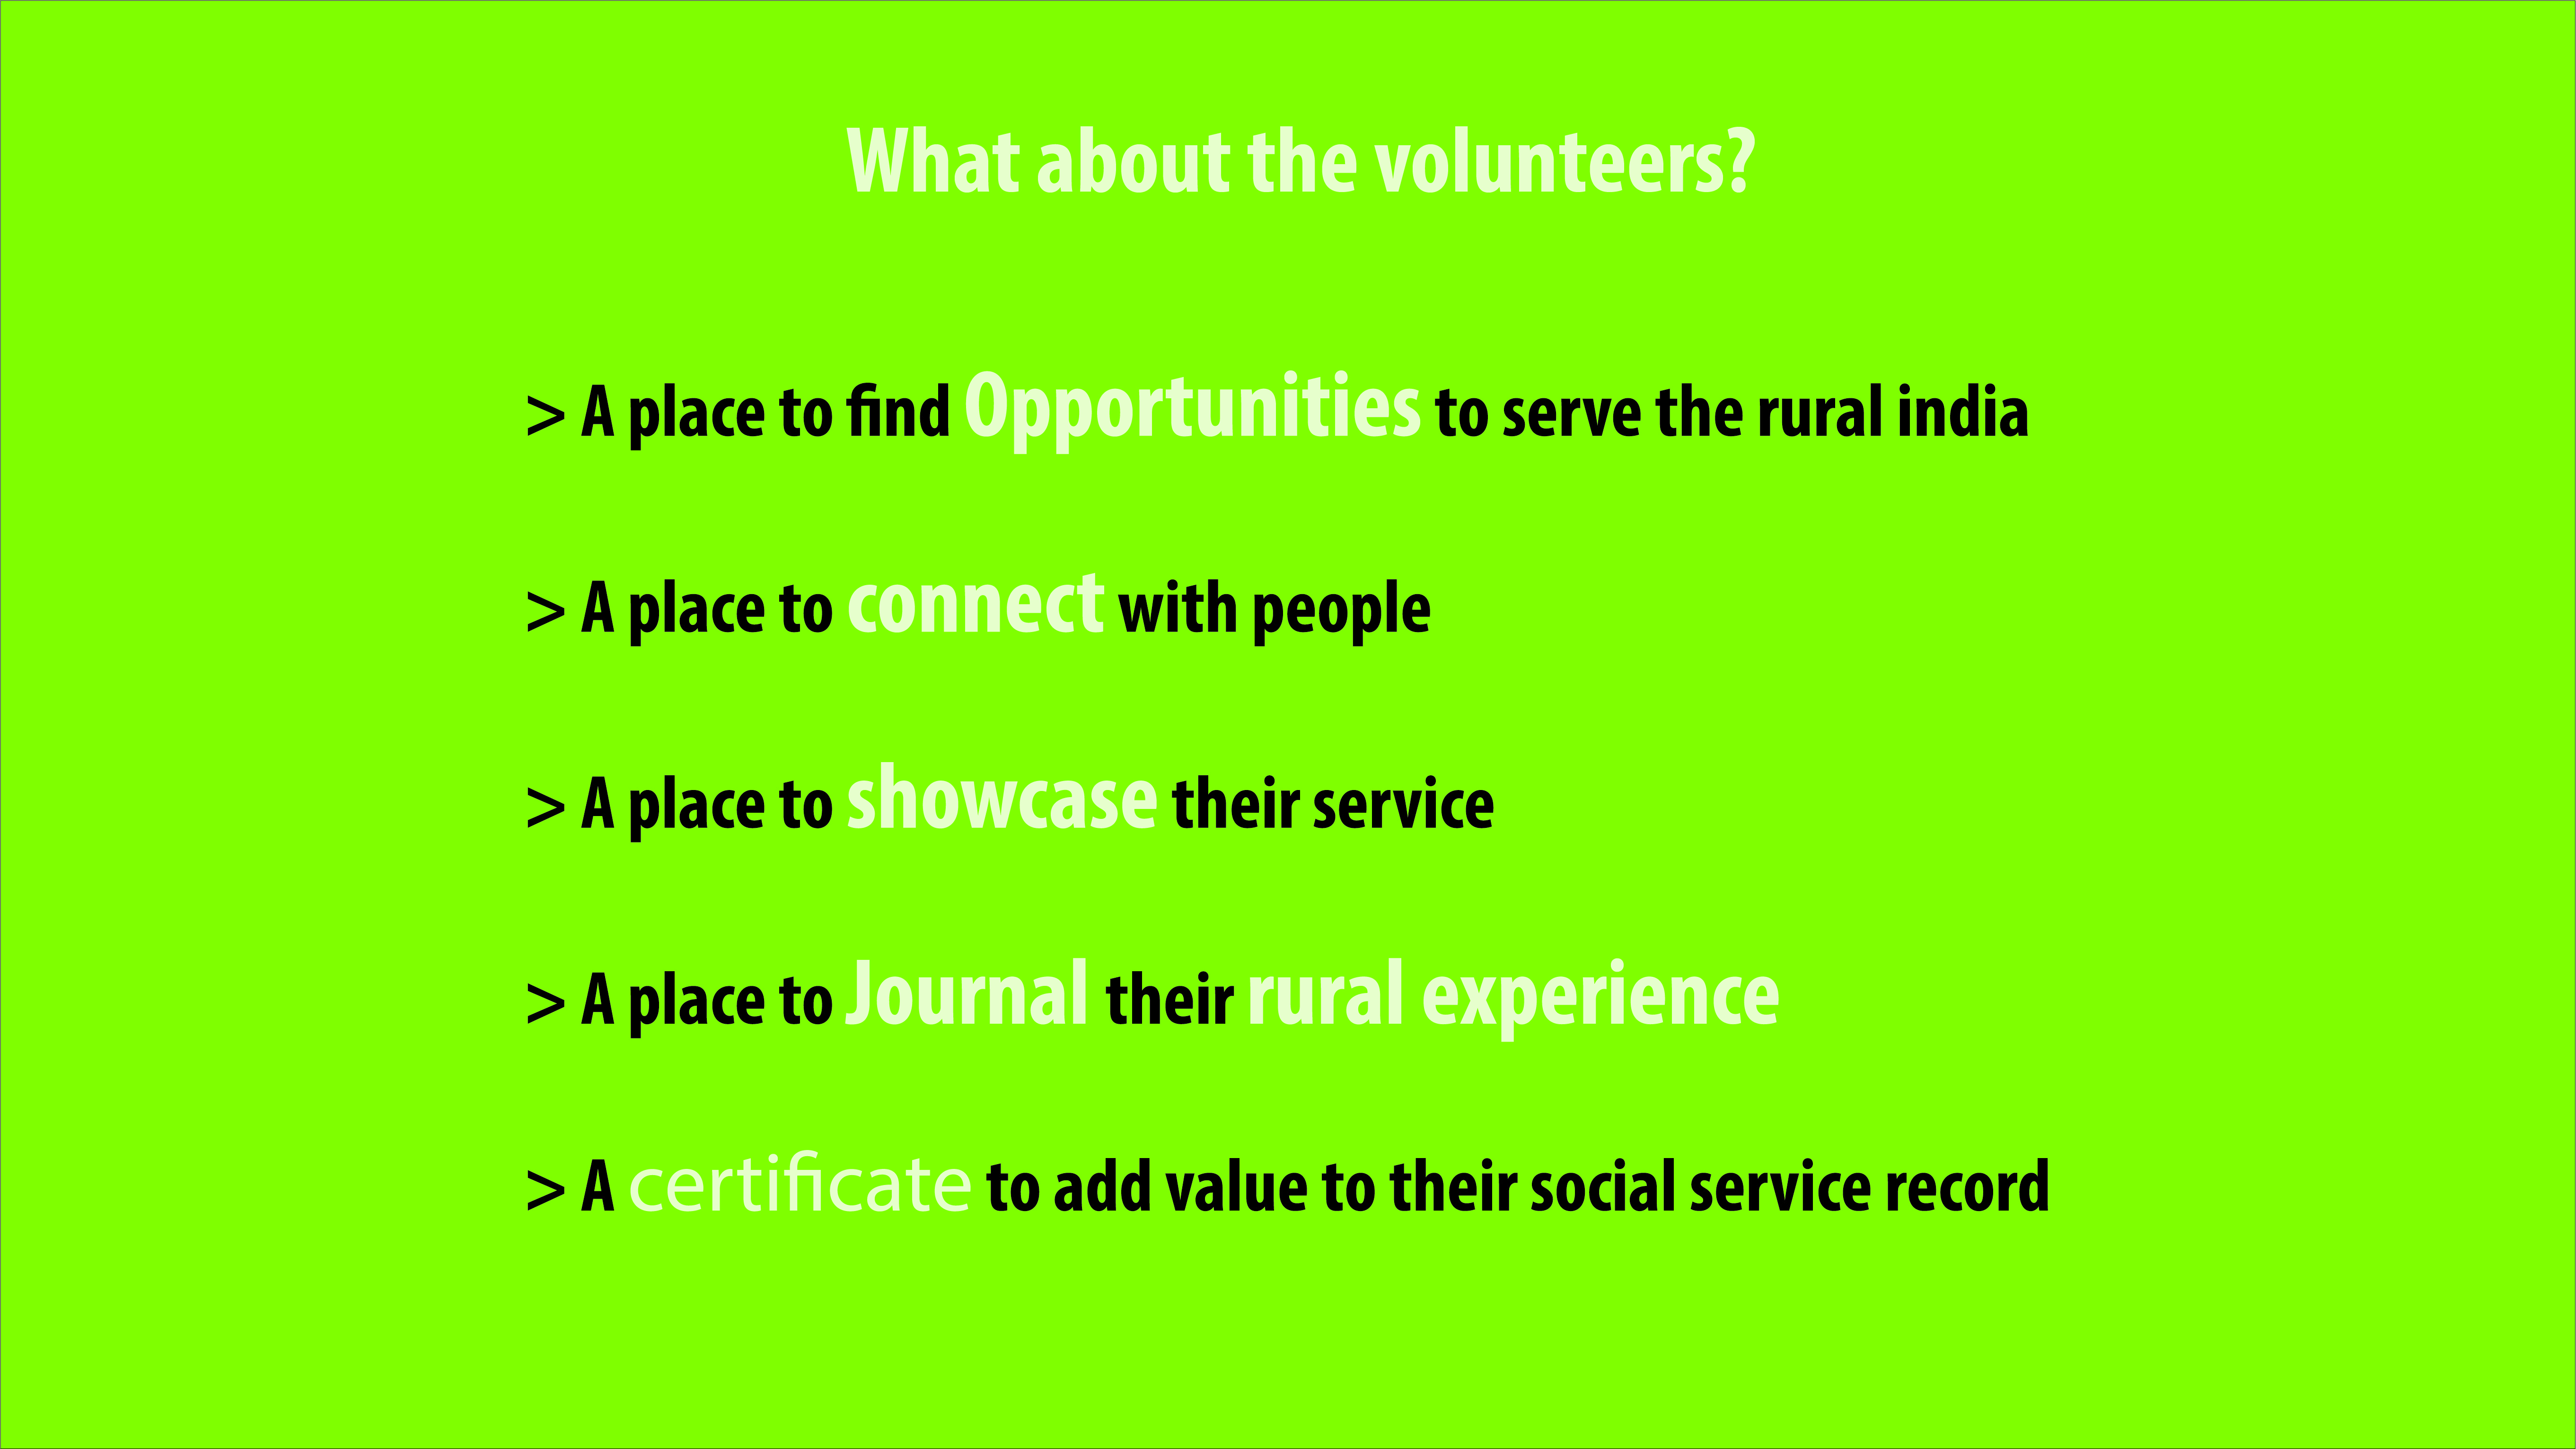 What about the volunteers?
> A place to find Opportunities to serve the rural india
> A place to connect with people
> A place to showcase their service
> A place to Journal their rural experience
> A certificate to add value to their social service record